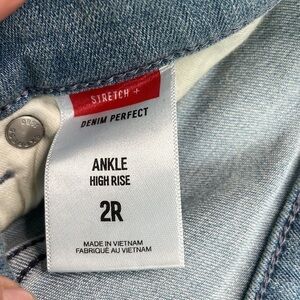 STRETCH +
DENIM PERFECT
ANKLE
HIGH RISE
2R
MADE IN VIETNAM
FABRIQUÉ AU VIETNAM